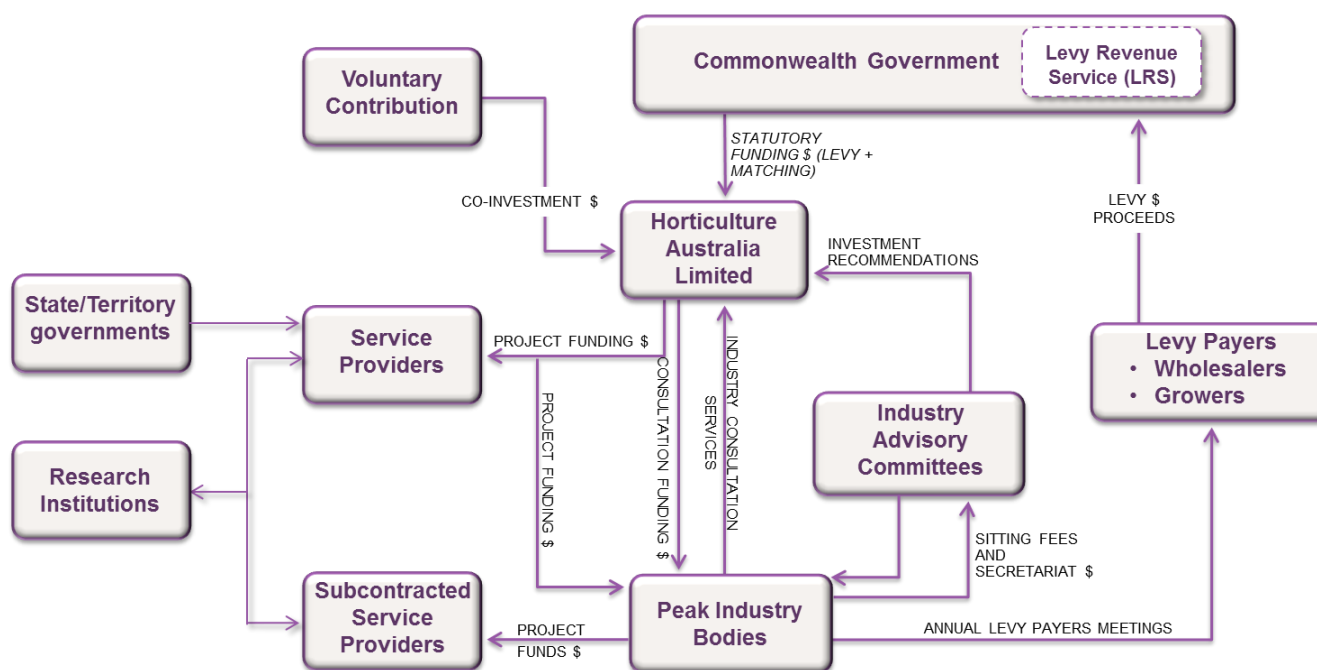 Commonwealth Government
Levy Revenue
Service (LRS)
Voluntary
Contribution
STATUTORY
FUNDING $ (LEVY +
MATCHING)
CO-INVESTMENT $
LEVY $
PROCEEDS
Horticulture
Australia
Limited
INVESTMENT
RECOMMENDATIONS
State/Territory
governments
Service
Providers
PROJECT FUNDING $
Levy Payers
• Wholesalers
• Growers
PROJECT FUNDING $
CONSULTATION FUNDING $
INDUSTRY CONSULTATION
SERVICES
Industry
Advisory
Committees
Research
Institutions
SITTING FEES
AND
SECRETARIAT $
Subcontracted
Service
Providers
PROJECT
FUNDS $
Peak Industry
Bodies
ANNUAL LEVY PAYERS MEETINGS